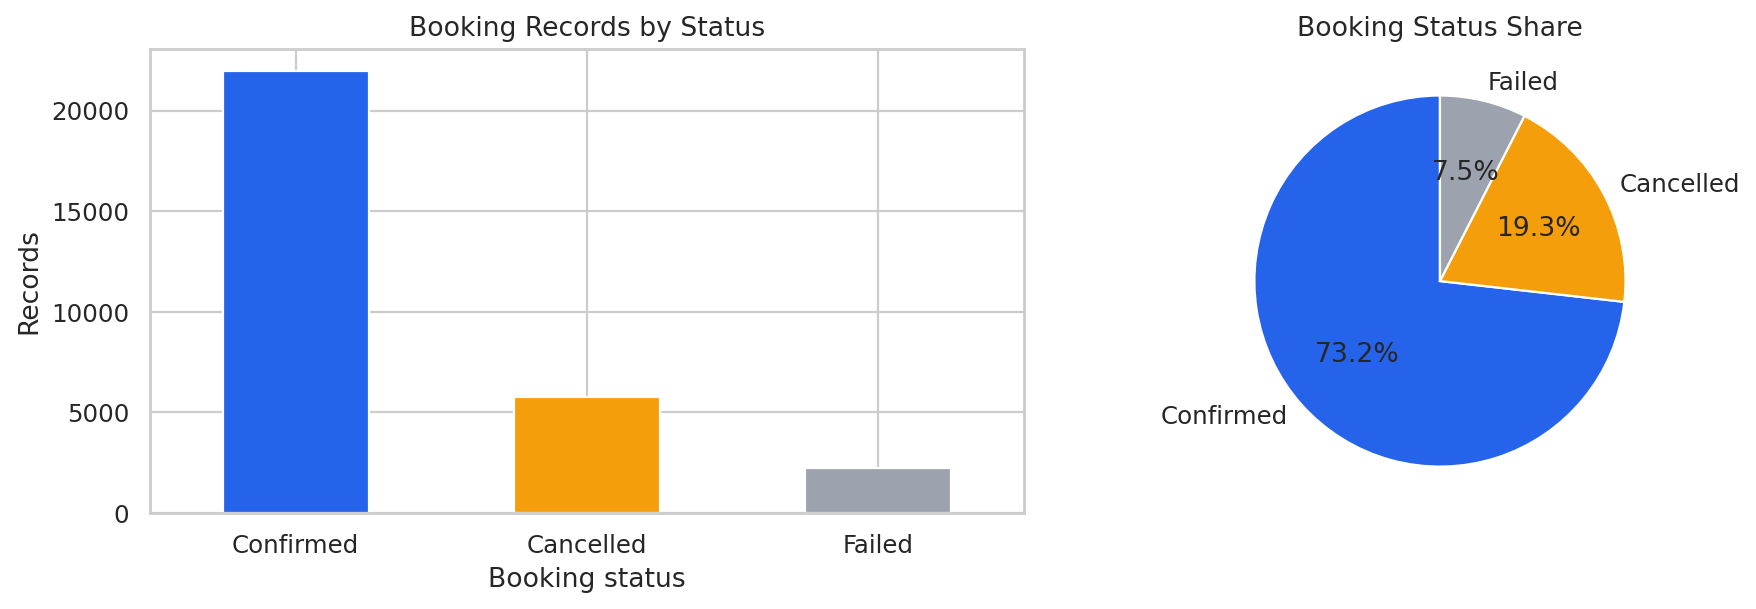 Booking Records by Status
Records
20000
15000
10000
5000
0
Confirmed
Cancelled
Failed
Booking status
Booking Status Share
Failed
7.5%
Cancelled
19.3%
73.2%
Confirmed